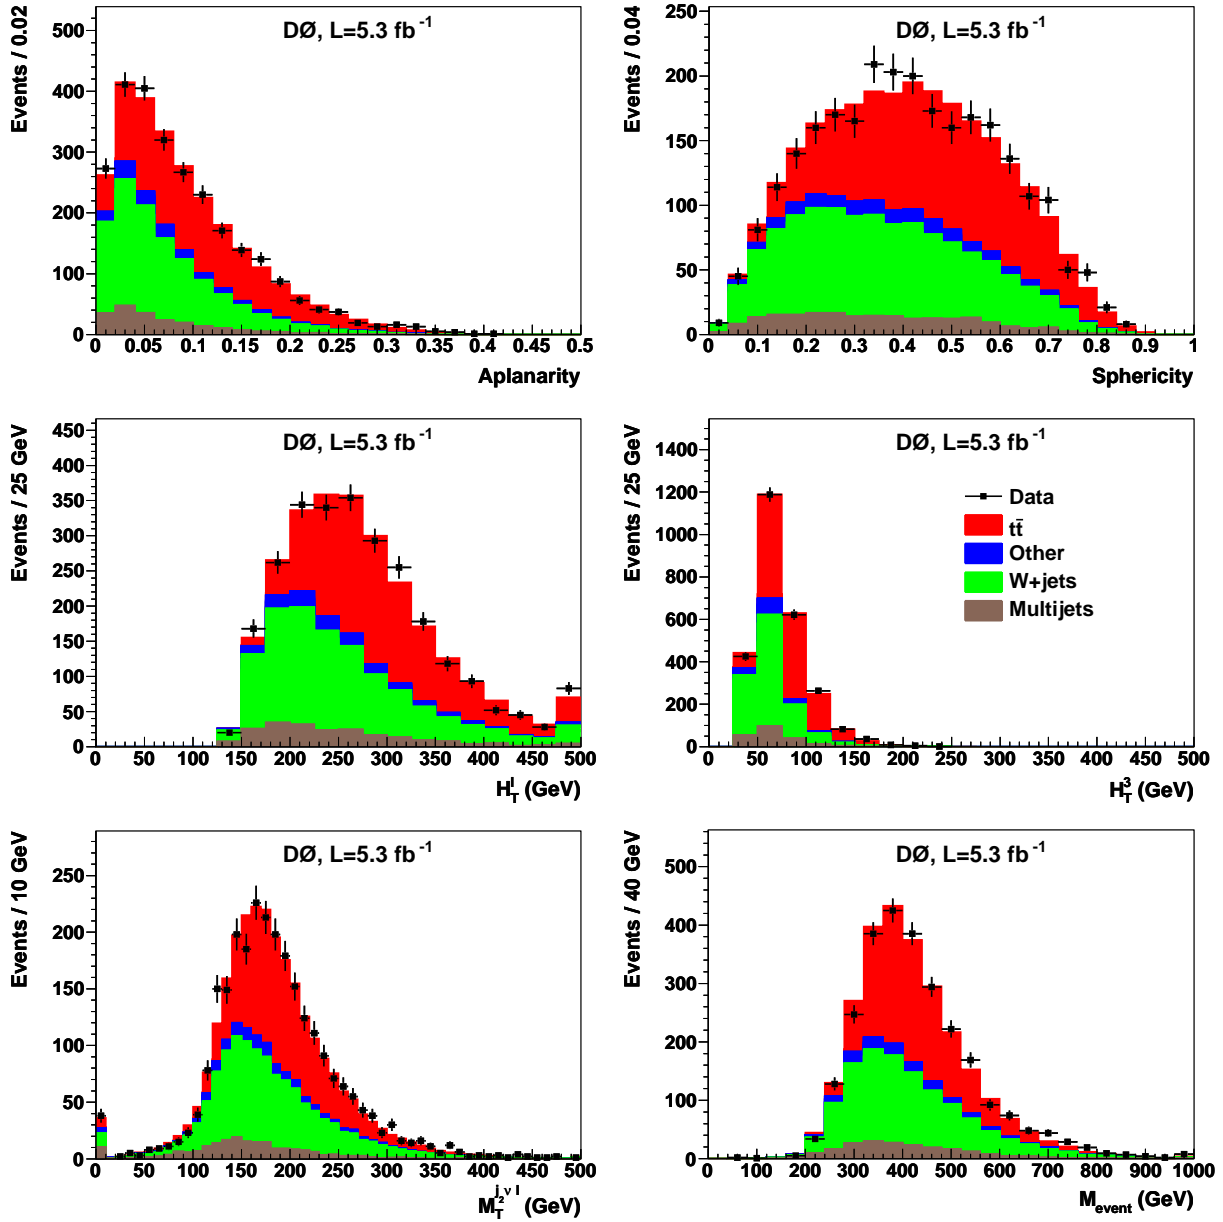 DØ, L=5.3 fb⁻¹
Events / 0.02
0 100 200 300 400 500
0 0.05 0.1 0.15 0.2 0.25 0.3 0.35 0.4 0.45 0.5
Aplanarity
DØ, L=5.3 fb⁻¹
Events / 0.04
0 50 100 150 200 250
0 0.1 0.2 0.3 0.4 0.5 0.6 0.7 0.8 0.9 1
Sphericity
DØ, L=5.3 fb⁻¹
Events / 25 GeV
0 50 100 150 200 250 300 350 400 450
0 50 100 150 200 250 300 350 400 450 500
H_T^l (GeV)
DØ, L=5.3 fb⁻¹
Events / 25 GeV
0 200 400 600 800 1000 1200 1400
Data
tt̄
Other
W+jets
Multijets
0 50 100 150 200 250 300 350 400 450 500
H_T^3 (GeV)
DØ, L=5.3 fb⁻¹
Events / 10 GeV
0 50 100 150 200 250
0 50 100 150 200 250 300 350 400 450 500
M_T^{j_2 ν l} (GeV)
DØ, L=5.3 fb⁻¹
Events / 40 GeV
0 100 200 300 400 500
0 100 200 300 400 500 600 700 800 900 1000
M_event (GeV)